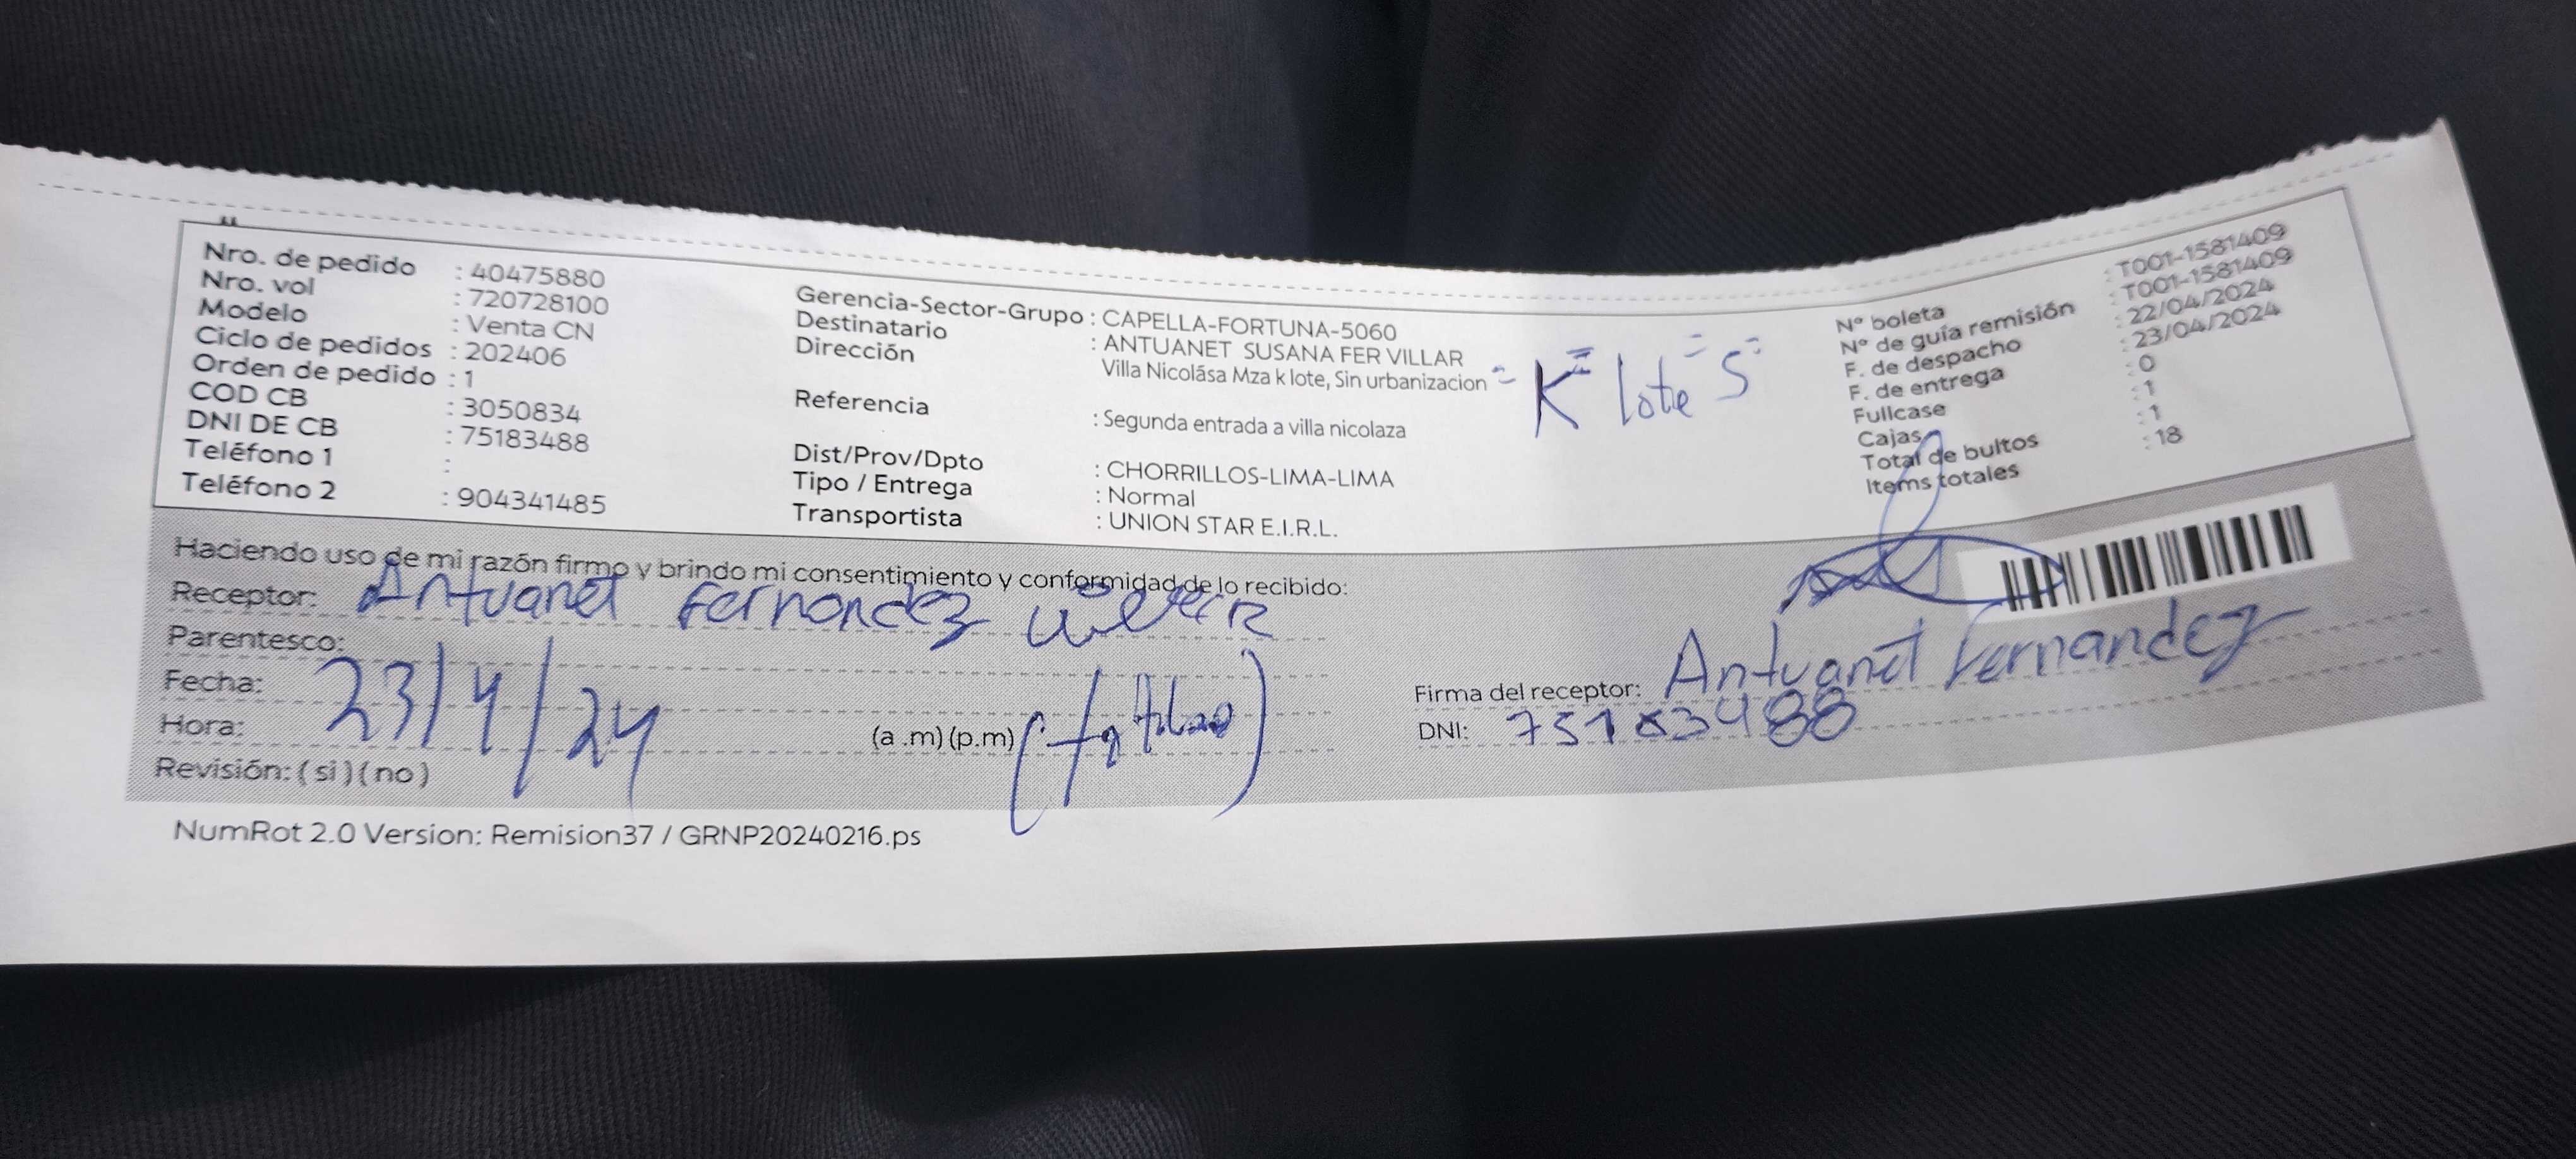 Nro. de pedido : 40475880
Nro. vol : 720728100
Modelo : Venta CN
Ciclo de pedidos : 202406
Orden de pedido : 1
COD CB : 3050834
DNI DE CB : 75183488
Teléfono 1 :
Teléfono 2 : 904341485
Gerencia-Sector-Grupo : CAPELLA-FORTUNA-5060
Destinatario : ANTUANET SUSANA FER VILLAR
Dirección Villa Nicolása Mza k lote, Sin urbanizacion
K lote 5
Referencia : Segunda entrada a villa nicolaza
Dist/Prov/Dpto : CHORRILLOS-LIMA-LIMA
Tipo / Entrega : Normal
Transportista : UNION STAR E.I.R.L.
N° boleta : T001-1581409
N° de guía remisión : T001-1581409
F. de despacho : 22/04/2024
F. de entrega : 23/04/2024
Fullcase : 0
Cajas : 1
Total de bultos : 1
Items totales : 18
Haciendo uso de mi razón firmo y brindo mi consentimiento y conformidad de lo recibido:
Receptor: Antuanet Fernandez
Parentesco:
Fecha: 23/4/24
Hora: (a .m) (p.m)
Revisión: ( si ) ( no )
Firma del receptor: Antuanet Fernandez
DNI: 75183488
NumRot 2.0 Version: Remision37 / GRNP20240216.ps